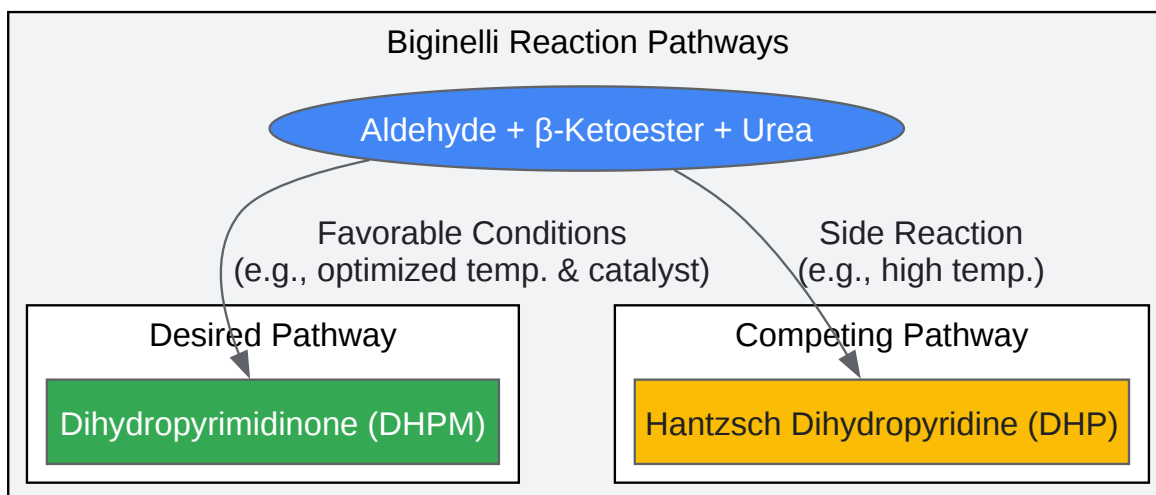 Biginelli Reaction Pathways
Aldehyde + β-Ketoester + Urea
Favorable Conditions
(e.g., optimized temp. & catalyst)
Side Reaction
(e.g., high temp.)
Desired Pathway
Dihydropyrimidinone (DHPM)
Competing Pathway
Hantzsch Dihydropyridine (DHP)